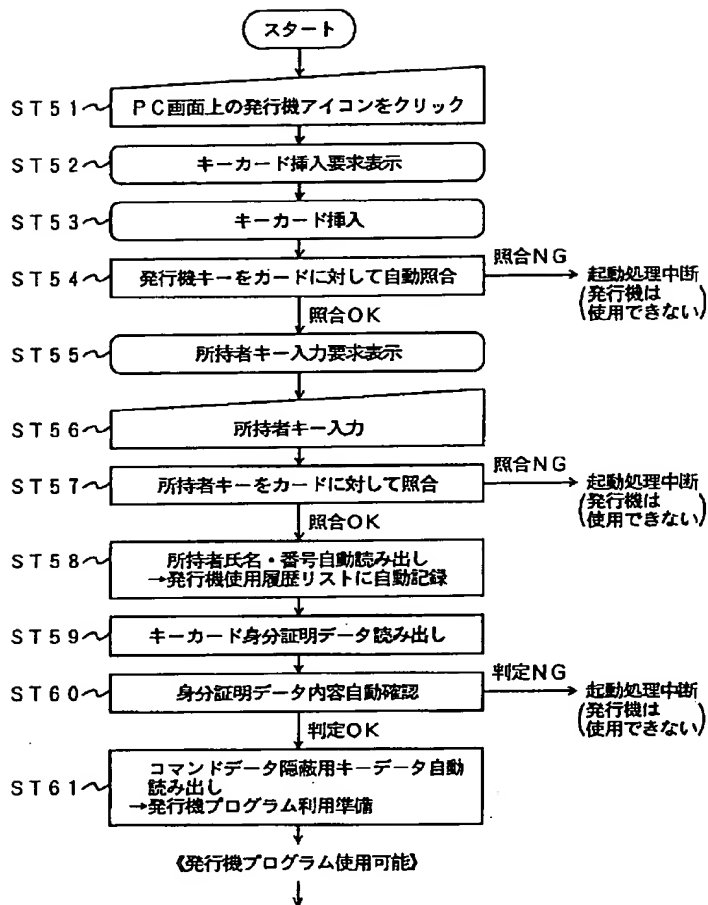 スタート
ST51 PC画面上の発行機アイコンをクリック
ST52 キーカード挿入要求表示
ST53 キーカード挿入
照合NG
ST54 発行機キーをカードに対して自動照合
起動処理中断
(発行機は
使用できない)
照合OK
ST55 所持者キー入力要求表示
ST56 所持者キー入力
照合NG
ST57 所持者キーをカードに対して照合
起動処理中断
(発行機は
使用できない)
照合OK
ST58 所持者氏名・番号自動読み出し
→発行機使用履歴リストに自動記録
ST59 キーカード身分証明データ読み出し
判定NG
ST60 身分証明データ内容自動確認
起動処理中断
(発行機は
使用できない)
判定OK
ST61 コマンドデータ隠蔽用キーデータ自動
読み出し
→発行機プログラム利用準備
《発行機プログラム使用可能》